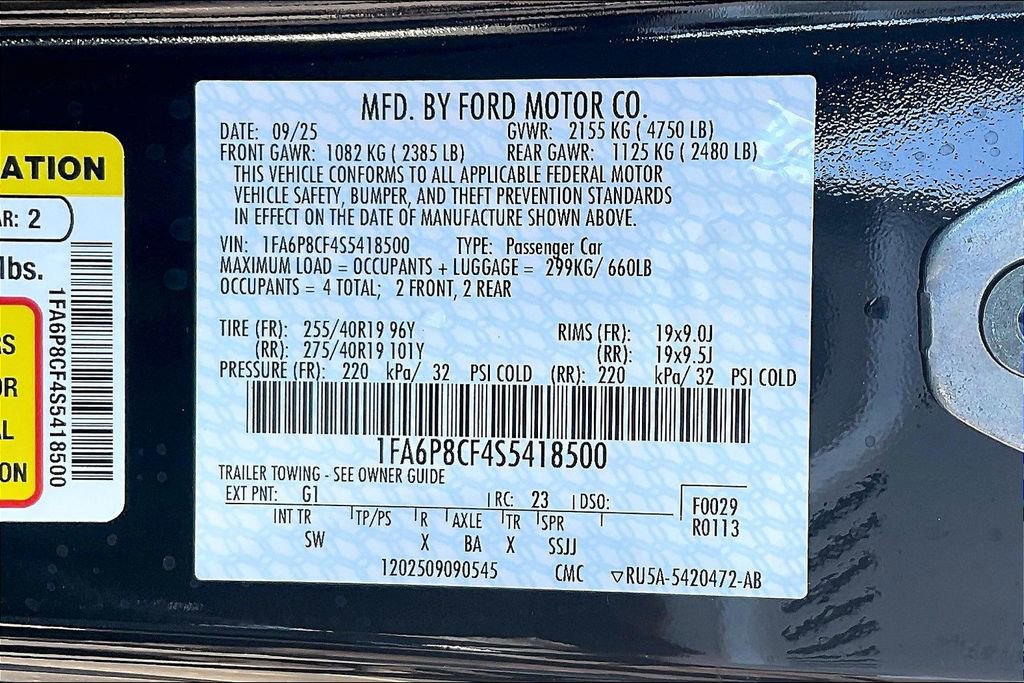 ATION
AR: 2
lbs.
RS
OR
AL
ON
1FA6P8CF4S5418500
MFD. BY FORD MOTOR CO.
DATE: 09/25 GVWR: 2155 KG ( 4750 LB)
FRONT GAWR: 1082 KG ( 2385 LB) REAR GAWR: 1125 KG ( 2480 LB)
THIS VEHICLE CONFORMS TO ALL APPLICABLE FEDERAL MOTOR
VEHICLE SAFETY, BUMPER, AND THEFT PREVENTION STANDARDS
IN EFFECT ON THE DATE OF MANUFACTURE SHOWN ABOVE.
VIN: 1FA6P8CF4S5418500 TYPE: Passenger Car
MAXIMUM LOAD = OCCUPANTS + LUGGAGE = 299KG/ 660LB
OCCUPANTS = 4 TOTAL; 2 FRONT, 2 REAR
TIRE (FR): 255/40R19 96Y RIMS (FR): 19x9.0J
(RR): 275/40R19 101Y (RR): 19x9.5J
PRESSURE (FR): 220 kPa/ 32 PSI COLD (RR): 220 kPa/ 32 PSI COLD
1FA6P8CF4S5418500
TRAILER TOWING - SEE OWNER GUIDE
EXT PNT: G1 RC: 23 DSO: F0029
R0113
INT TR TP/PS R AXLE TR SPR
SW X BA X SSJJ
1202509090545 CMC ▽RU5A-5420472-AB